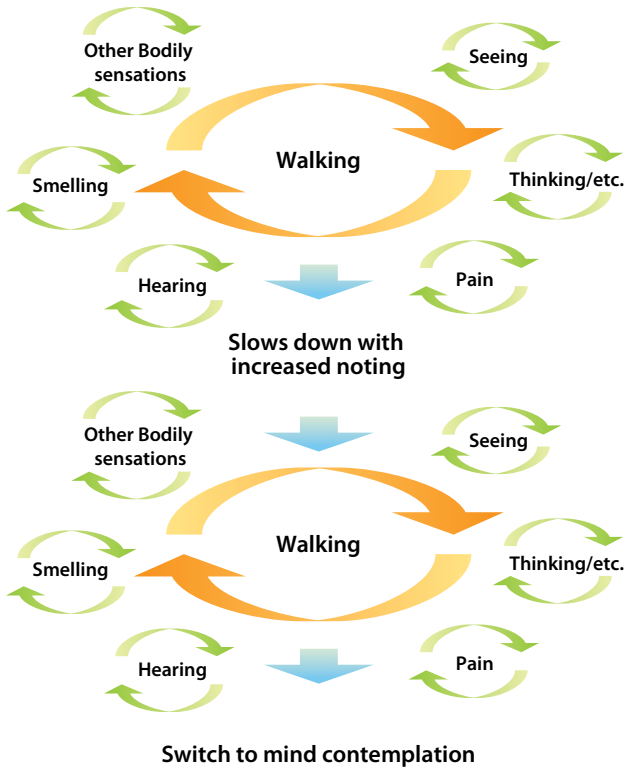 Other Bodily
sensations
Seeing
Walking
Smelling
Thinking/etc.
Hearing
Pain
Slows down with
increased noting
Other Bodily
sensations
Seeing
Walking
Smelling
Thinking/etc.
Hearing
Pain
Switch to mind contemplation